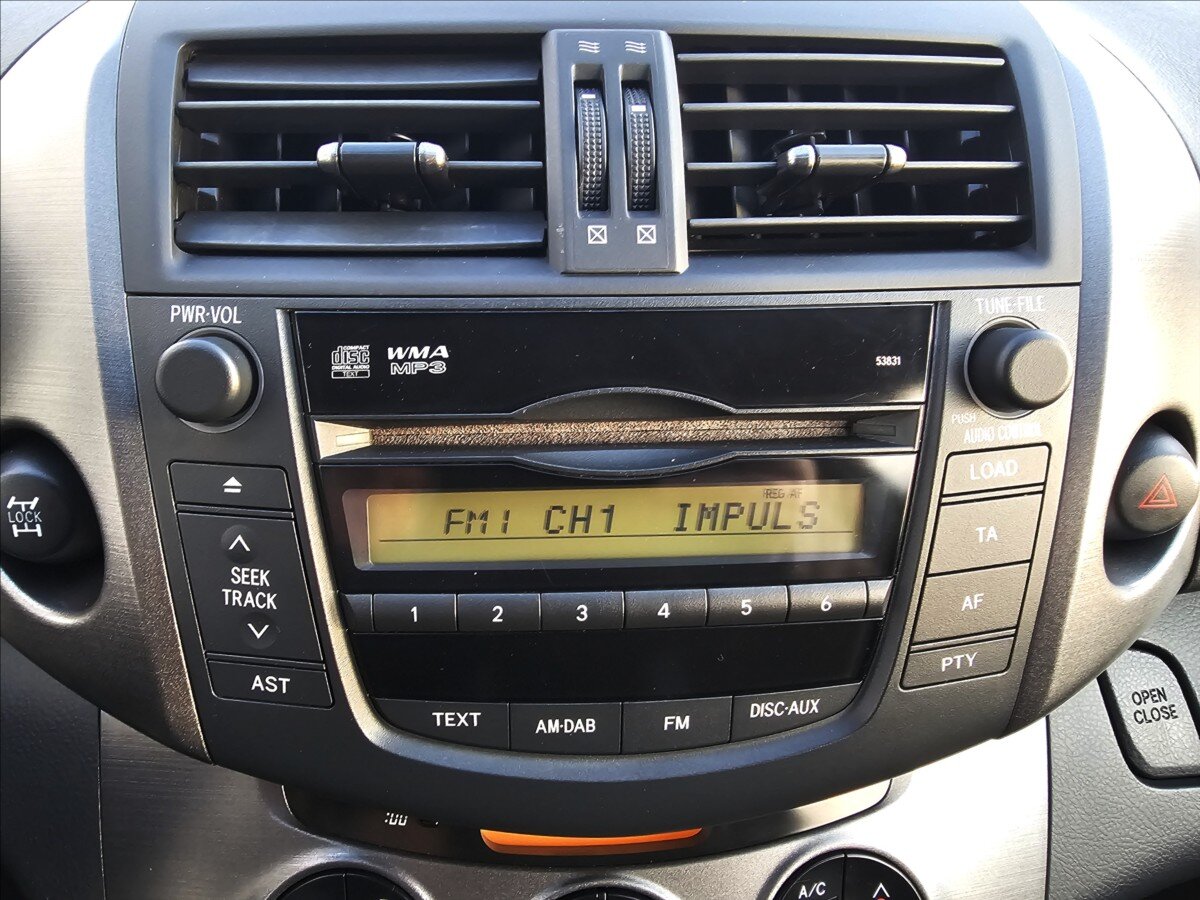 PWR·VOL
TUNE·FILE
COMPACT
disc
DIGITAL AUDIO
TEXT
WMA
MP3
53831
PUSH
AUDIO CONTROL
LOCK
LOAD
REG AF
FM1 CH1 IMPULS
SEEK
TRACK
TA
AF
1 2 3 4 5 6
AST
PTY
TEXT
AM·DAB
FM
DISC·AUX
OPEN
CLOSE
:00
A/C